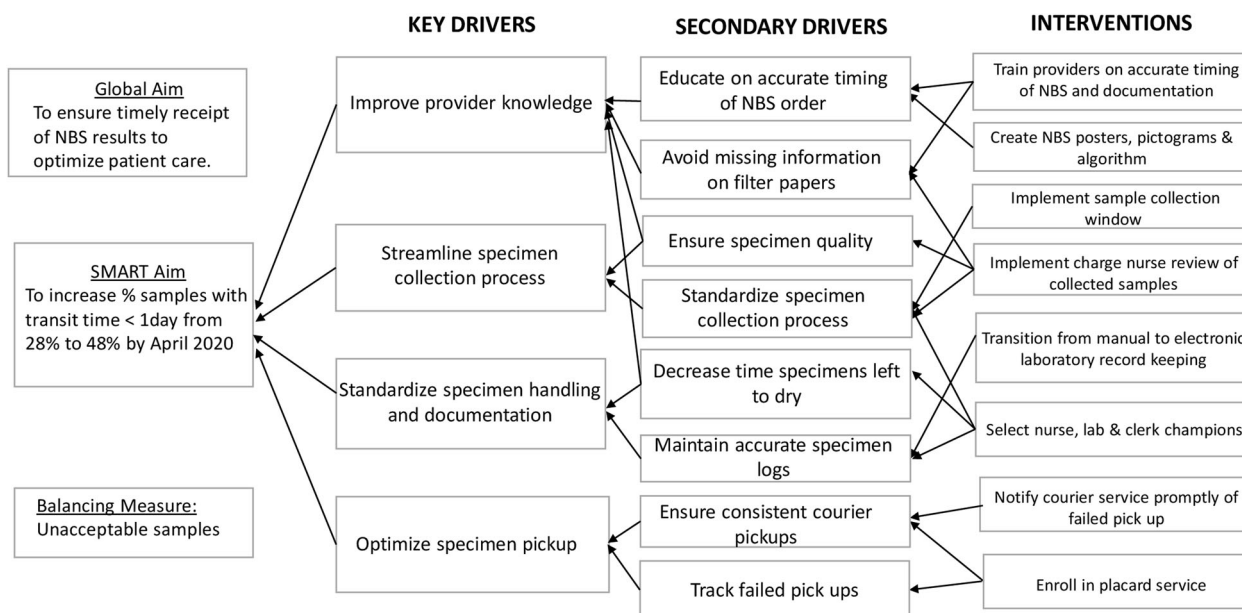 KEY DRIVERS
SECONDARY DRIVERS
INTERVENTIONS
Global Aim
To ensure timely receipt
of NBS results to
optimize patient care.
SMART Aim
To increase % samples with
transit time < 1day from
28% to 48% by April 2020
Balancing Measure:
Unacceptable samples
Improve provider knowledge
Streamline specimen
collection process
Standardize specimen handling
and documentation
Optimize specimen pickup
Educate on accurate timing
of NBS order
Avoid missing information
on filter papers
Ensure specimen quality
Standardize specimen
collection process
Decrease time specimens left
to dry
Maintain accurate specimen
logs
Ensure consistent courier
pickups
Track failed pick ups
Train providers on accurate timing
of NBS and documentation
Create NBS posters, pictograms &
algorithm
Implement sample collection
window
Implement charge nurse review of
collected samples
Transition from manual to electronic
laboratory record keeping
Select nurse, lab & clerk champions
Notify courier service promptly of
failed pick up
Enroll in placard service